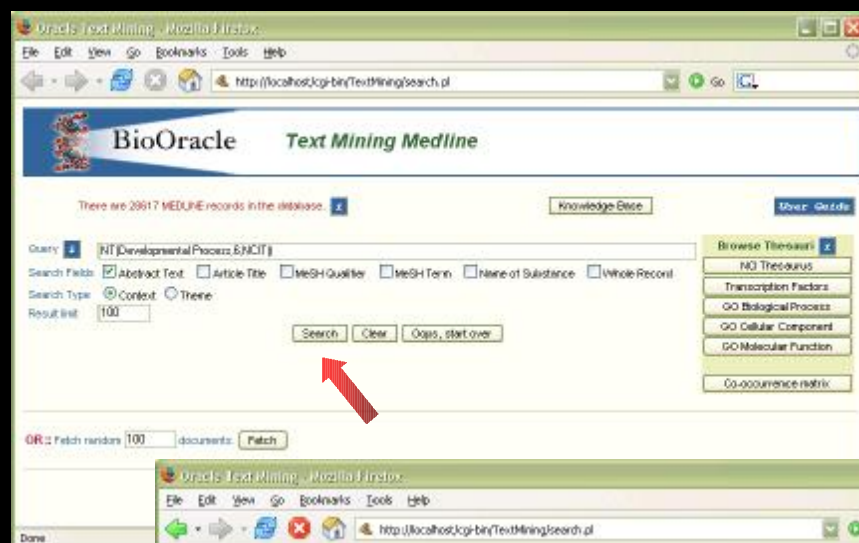 Oracle Text Mining - Mozilla Firefox
File Edit View Go Bookmarks Tools Help
http://localhost/cgi-bin/TextMining/search.pl Go
BioOracle Text Mining Medline
There are 28617 MEDLINE records in the database. Knowledge Base User Guide
Query NT(Developmental Process,6,NCIT)
Search Fields Abstract Text Article Title MeSH Qualifier MeSH Term Name of Substance Whole Record
Search Type Context Theme
Result limit 100
Search Clear Oops, start over
Browse Thesauri
NCI Thesaurus
Transcription Factors
GO Biological Process
GO Cellular Component
GO Molecular Function
Co-occurrence matrix
OR :: Fetch random 100 documents. Fetch
Done
Oracle Text Mining - Mozilla Firefox
File Edit View Go Bookmarks Tools Help
http://localhost/cgi-bin/TextMining/search.pl